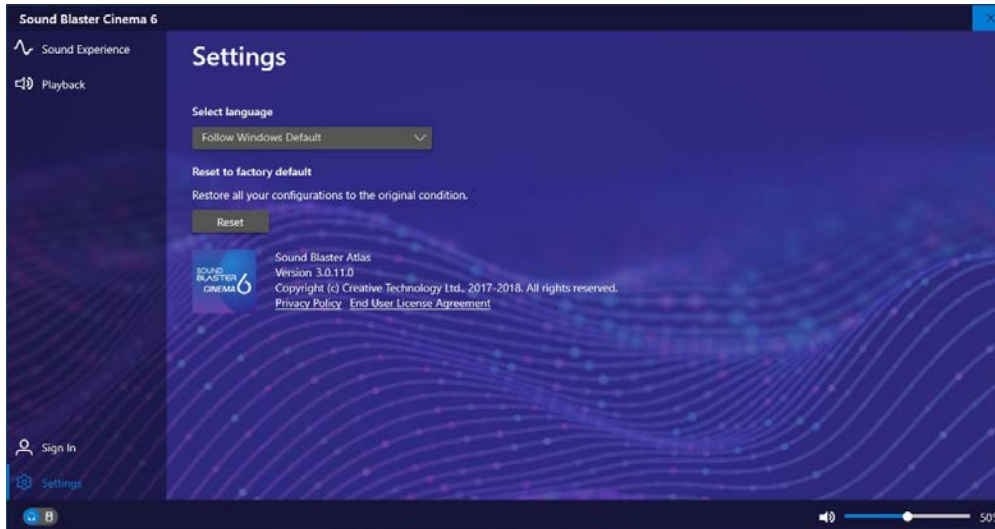 Sound Blaster Cinema 6
Sound Experience
Playback
Settings
Select language
Follow Windows Default
Reset to factory default
Restore all your configurations to the original condition.
Reset
SOUND
BLASTER
CINEMA 6
Sound Blaster Atlas
Version 3.0.11.0
Copyright (c) Creative Technology Ltd., 2017-2018. All rights reserved.
Privacy Policy End User License Agreement
Sign In
Settings
50%